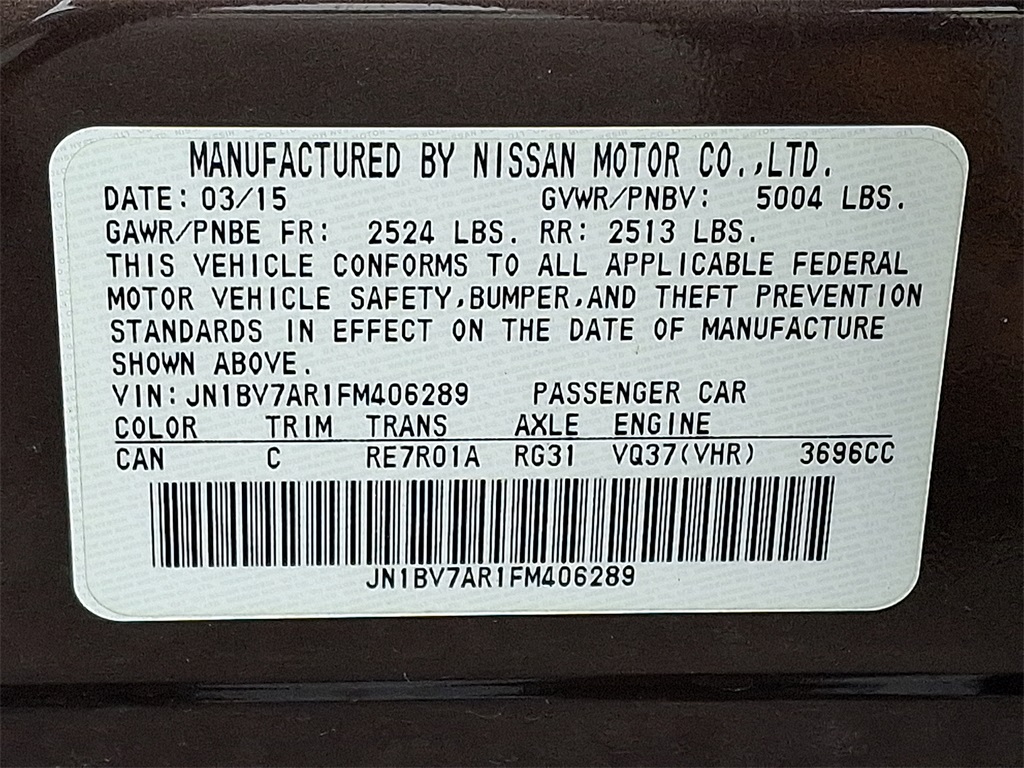 MANUFACTURED BY NISSAN MOTOR CO.,LTD.
DATE: 03/15 GVWR/PNBV: 5004 LBS.
GAWR/PNBE FR: 2524 LBS. RR: 2513 LBS.
THIS VEHICLE CONFORMS TO ALL APPLICABLE FEDERAL
MOTOR VEHICLE SAFETY,BUMPER,AND THEFT PREVENTION
STANDARDS IN EFFECT ON THE DATE OF MANUFACTURE
SHOWN ABOVE.
VIN:JN1BV7AR1FM406289 PASSENGER CAR
COLOR TRIM TRANS AXLE ENGINE
CAN C RE7R01A RG31 VQ37(VHR) 3696CC
JN1BV7AR1FM406289